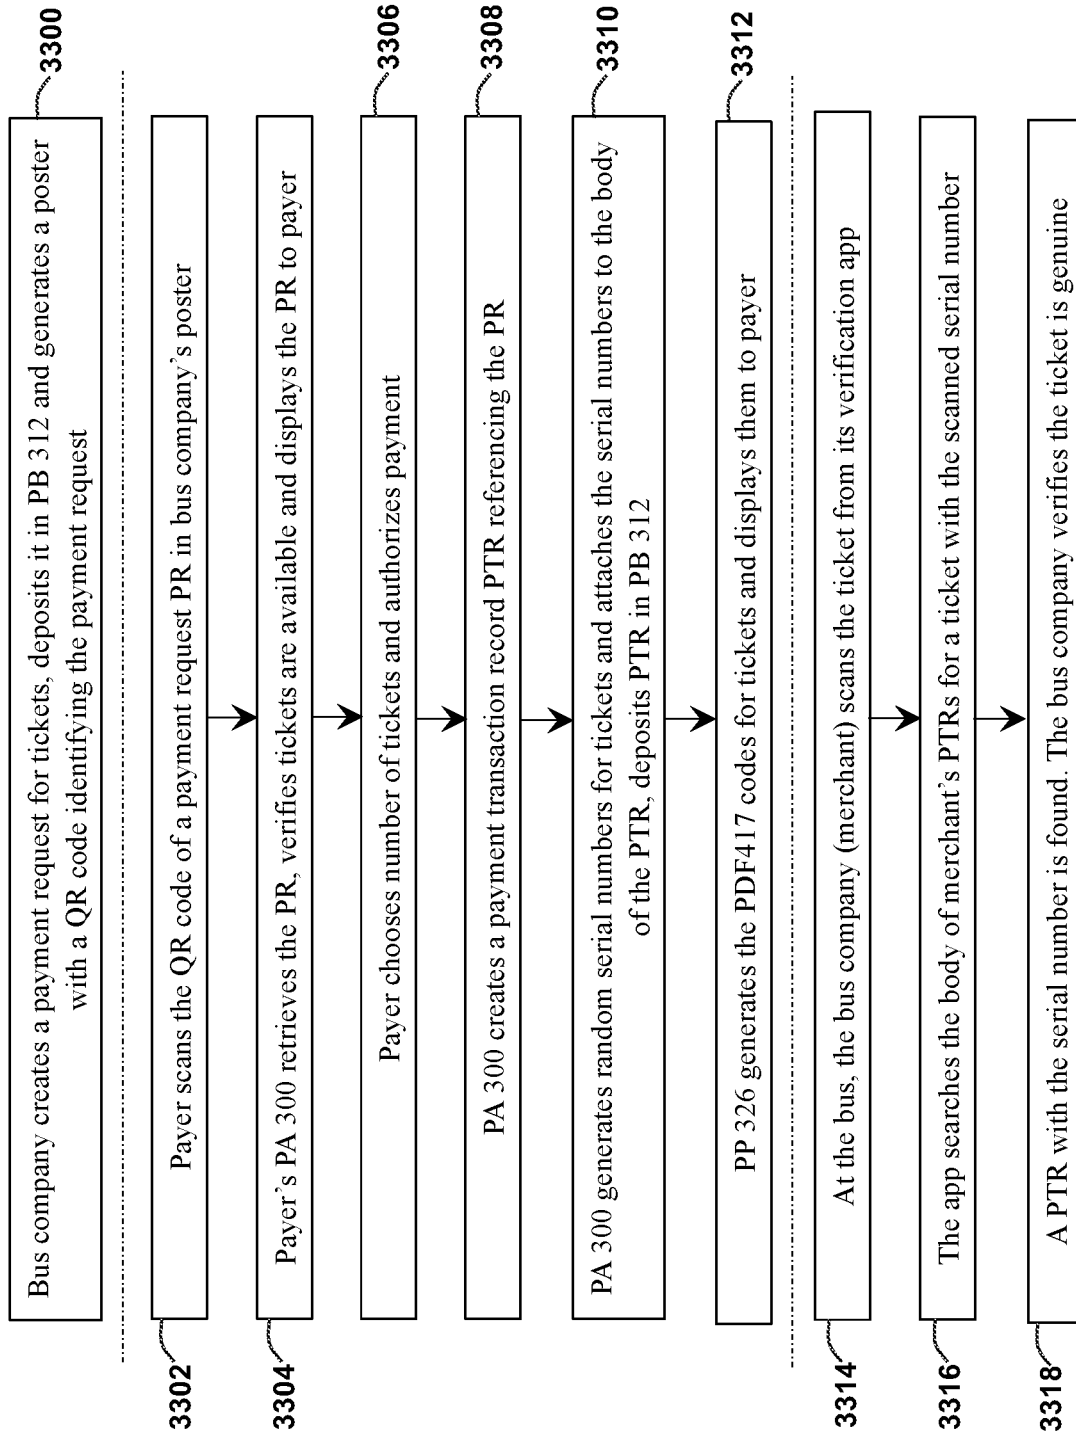 3300
Bus company creates a payment request for tickets, deposits it in PB 312 and generates a poster
with a QR code identifying the payment request
3302
Payer scans the QR code of a payment request PR in bus company's poster
3304
Payer's PA 300 retrieves the PR, verifies tickets are available and displays the PR to payer
3306
Payer chooses number of tickets and authorizes payment
3308
PA 300 creates a payment transaction record PTR referencing the PR
3310
PA 300 generates random serial numbers for tickets and attaches the serial numbers to the body
of the PTR, deposits PTR in PB 312
3312
PP 326 generates the PDF417 codes for tickets and displays them to payer
3314
At the bus, the bus company (merchant) scans the ticket from its verification app
3316
The app searches the body of merchant's PTRs for a ticket with the scanned serial number
3318
A PTR with the serial number is found. The bus company verifies the ticket is genuine